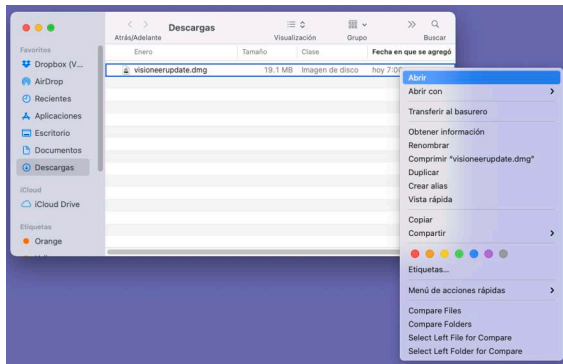 Descargas
Atrás/Adelante
Visualización
Grupo
Buscar
Favoritos
Dropbox (V...
AirDrop
Recientes
Aplicaciones
Escritorio
Documentos
Descargas
iCloud
iCloud Drive
Etiquetas
Orange
Enero Tamaño Clase Fecha en que se agregó
visioneerupdate.dmg 19.1 MB Imagen de disco hoy 7:00
Abrir
Abrir con
Transferir al basurero
Obtener información
Renombrar
Comprimir "visioneerupdate.dmg"
Duplicar
Crear alias
Vista rápida
Copiar
Compartir
Etiquetas...
Menú de acciones rápidas
Compare Files
Compare Folders
Select Left File for Compare
Select Left Folder for Compare